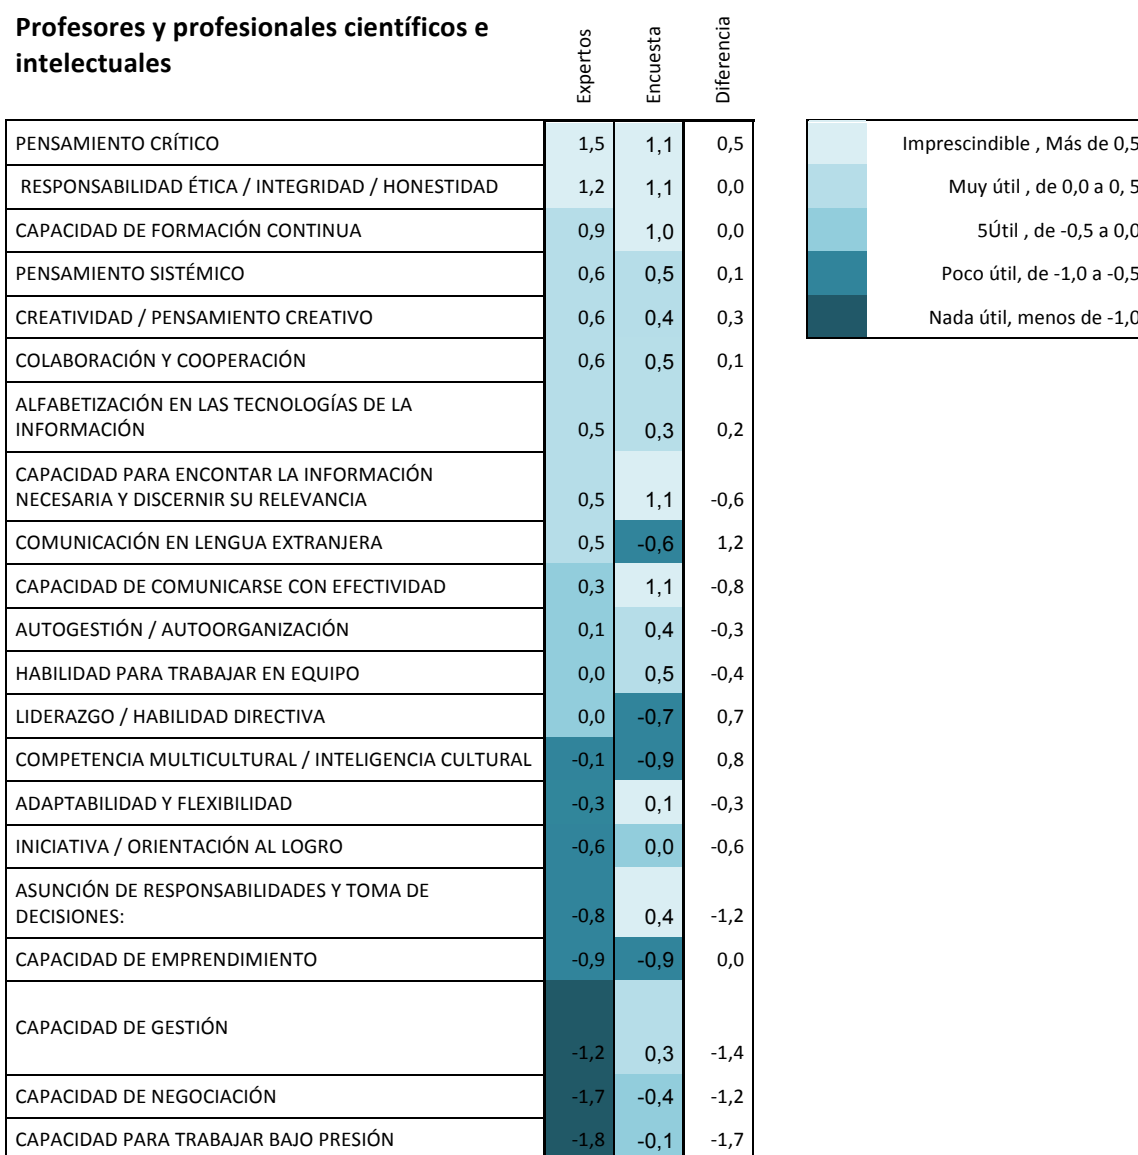 Profesores y profesionales científicos e
intelectuales
Expertos
Encuesta
Diferencia
PENSAMIENTO CRÍTICO 1,5 1,1 0,5
RESPONSABILIDAD ÉTICA / INTEGRIDAD / HONESTIDAD 1,2 1,1 0,0
CAPACIDAD DE FORMACIÓN CONTINUA 0,9 1,0 0,0
PENSAMIENTO SISTÉMICO 0,6 0,5 0,1
CREATIVIDAD / PENSAMIENTO CREATIVO 0,6 0,4 0,3
COLABORACIÓN Y COOPERACIÓN 0,6 0,5 0,1
ALFABETIZACIÓN EN LAS TECNOLOGÍAS DE LA
INFORMACIÓN 0,5 0,3 0,2
CAPACIDAD PARA ENCONTAR LA INFORMACIÓN
NECESARIA Y DISCERNIR SU RELEVANCIA 0,5 1,1 -0,6
COMUNICACIÓN EN LENGUA EXTRANJERA 0,5 -0,6 1,2
CAPACIDAD DE COMUNICARSE CON EFECTIVIDAD 0,3 1,1 -0,8
AUTOGESTIÓN / AUTOORGANIZACIÓN 0,1 0,4 -0,3
HABILIDAD PARA TRABAJAR EN EQUIPO 0,0 0,5 -0,4
LIDERAZGO / HABILIDAD DIRECTIVA 0,0 -0,7 0,7
COMPETENCIA MULTICULTURAL / INTELIGENCIA CULTURAL -0,1 -0,9 0,8
ADAPTABILIDAD Y FLEXIBILIDAD -0,3 0,1 -0,3
INICIATIVA / ORIENTACIÓN AL LOGRO -0,6 0,0 -0,6
ASUNCIÓN DE RESPONSABILIDADES Y TOMA DE
DECISIONES: -0,8 0,4 -1,2
CAPACIDAD DE EMPRENDIMIENTO -0,9 -0,9 0,0
CAPACIDAD DE GESTIÓN -1,2 0,3 -1,4
CAPACIDAD DE NEGOCIACIÓN -1,7 -0,4 -1,2
CAPACIDAD PARA TRABAJAR BAJO PRESIÓN -1,8 -0,1 -1,7
Imprescindible , Más de 0,5
Muy útil , de 0,0 a 0, 5
5Útil , de -0,5 a 0,0
Poco útil, de -1,0 a -0,5
Nada útil, menos de -1,0